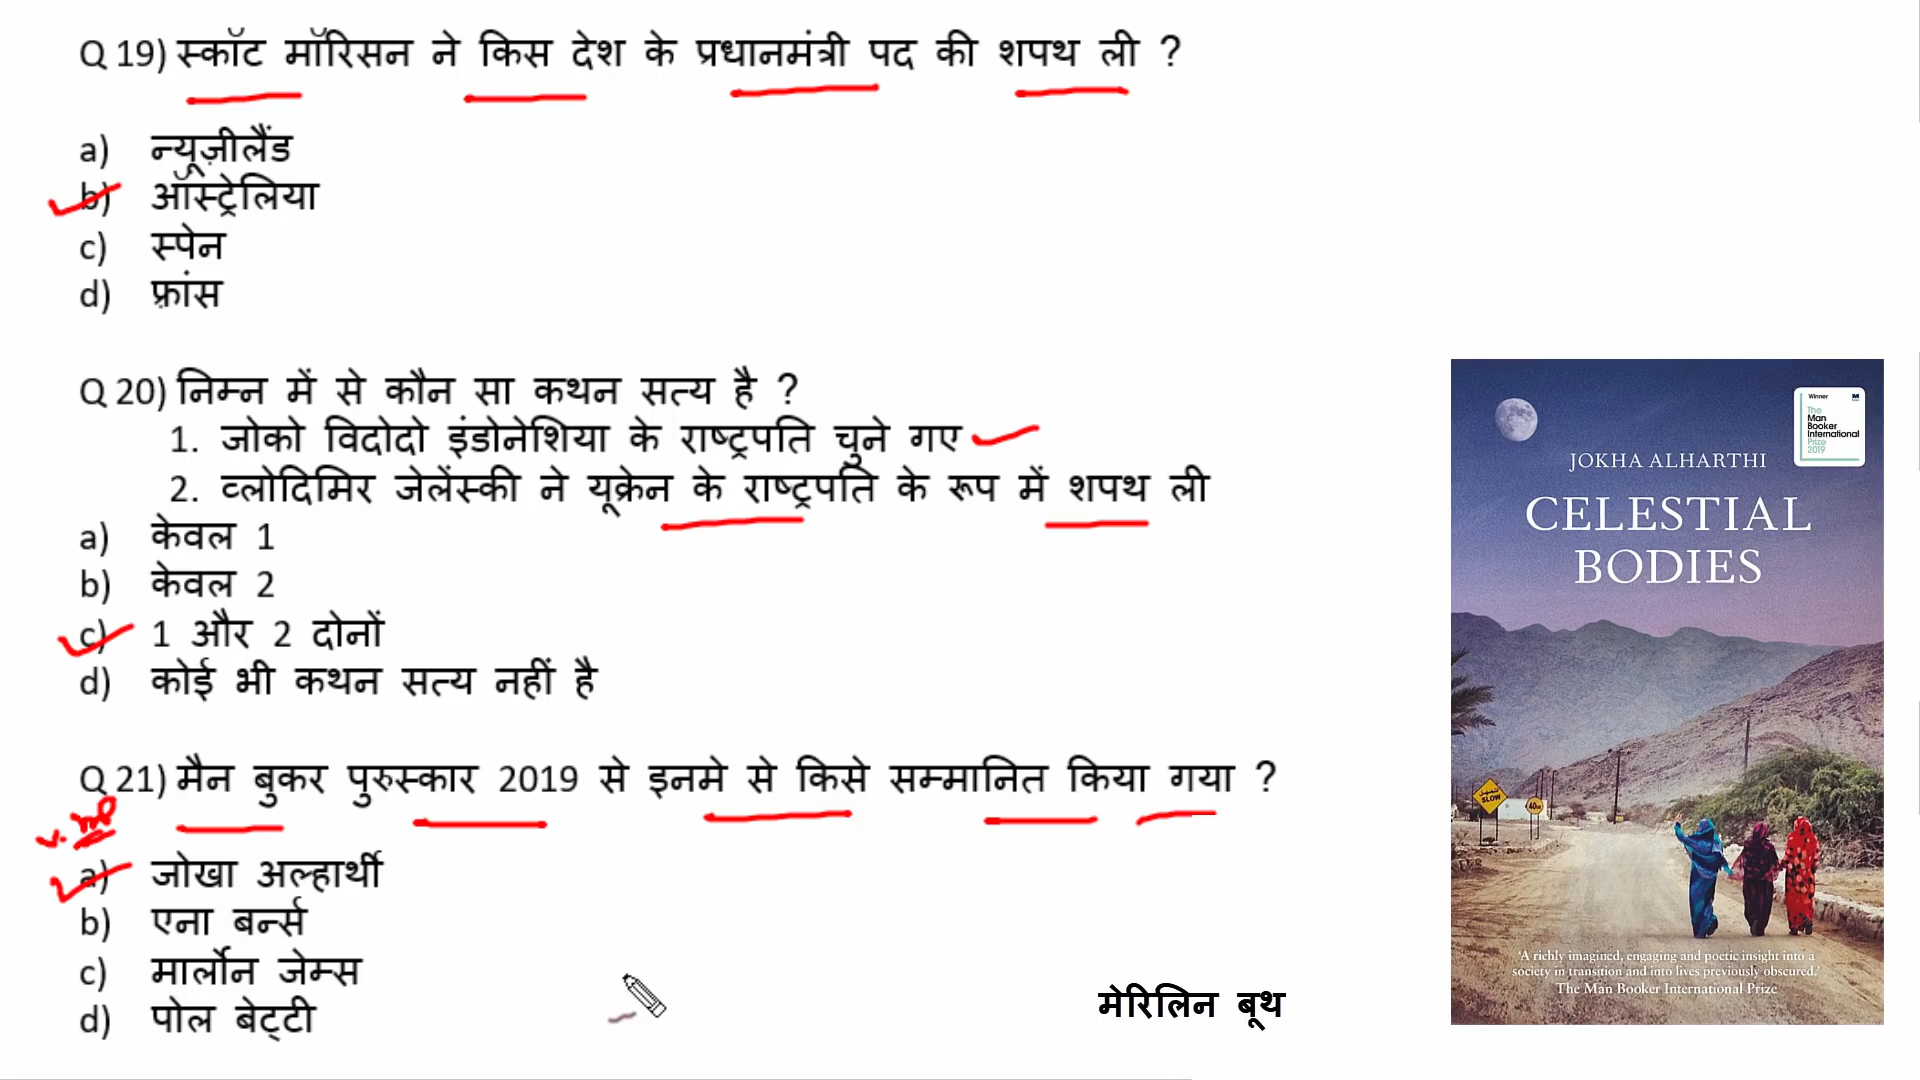 Q 19) स्कॉट मॉरिसन ने किस देश के प्रधानमंत्री पद की शपथ ली ?
a) न्यूज़ीलैंड
b) ऑस्ट्रेलिया
c) स्पेन
d) फ़्रांस
Q 20) निम्न में से कौन सा कथन सत्य है ?
1. जोको विदोदो इंडोनेशिया के राष्ट्रपति चुने गए
2. व्लोदिमिर जेलेंस्की ने यूक्रेन के राष्ट्रपति के रूप में शपथ ली
a) केवल 1
b) केवल 2
c) 1 और 2 दोनों
d) कोई भी कथन सत्य नहीं है
Q 21) मैन बुकर पुरुस्कार 2019 से इनमे से किसे सम्मानित किया गया ?
v. imp
a) जोखा अल्हार्थी
b) एना बर्न्स
c) मार्लोन जेम्स
d) पोल बेट्टी
मेरिलिन बूथ
Winner
The
Man
Booker
International
Prize
2019
JOKHA ALHARTHI
CELESTIAL
BODIES
SLOW
40
'A richly imagined, engaging and poetic insight into a
society in transition and into lives previously obscured.'
The Man Booker International Prize